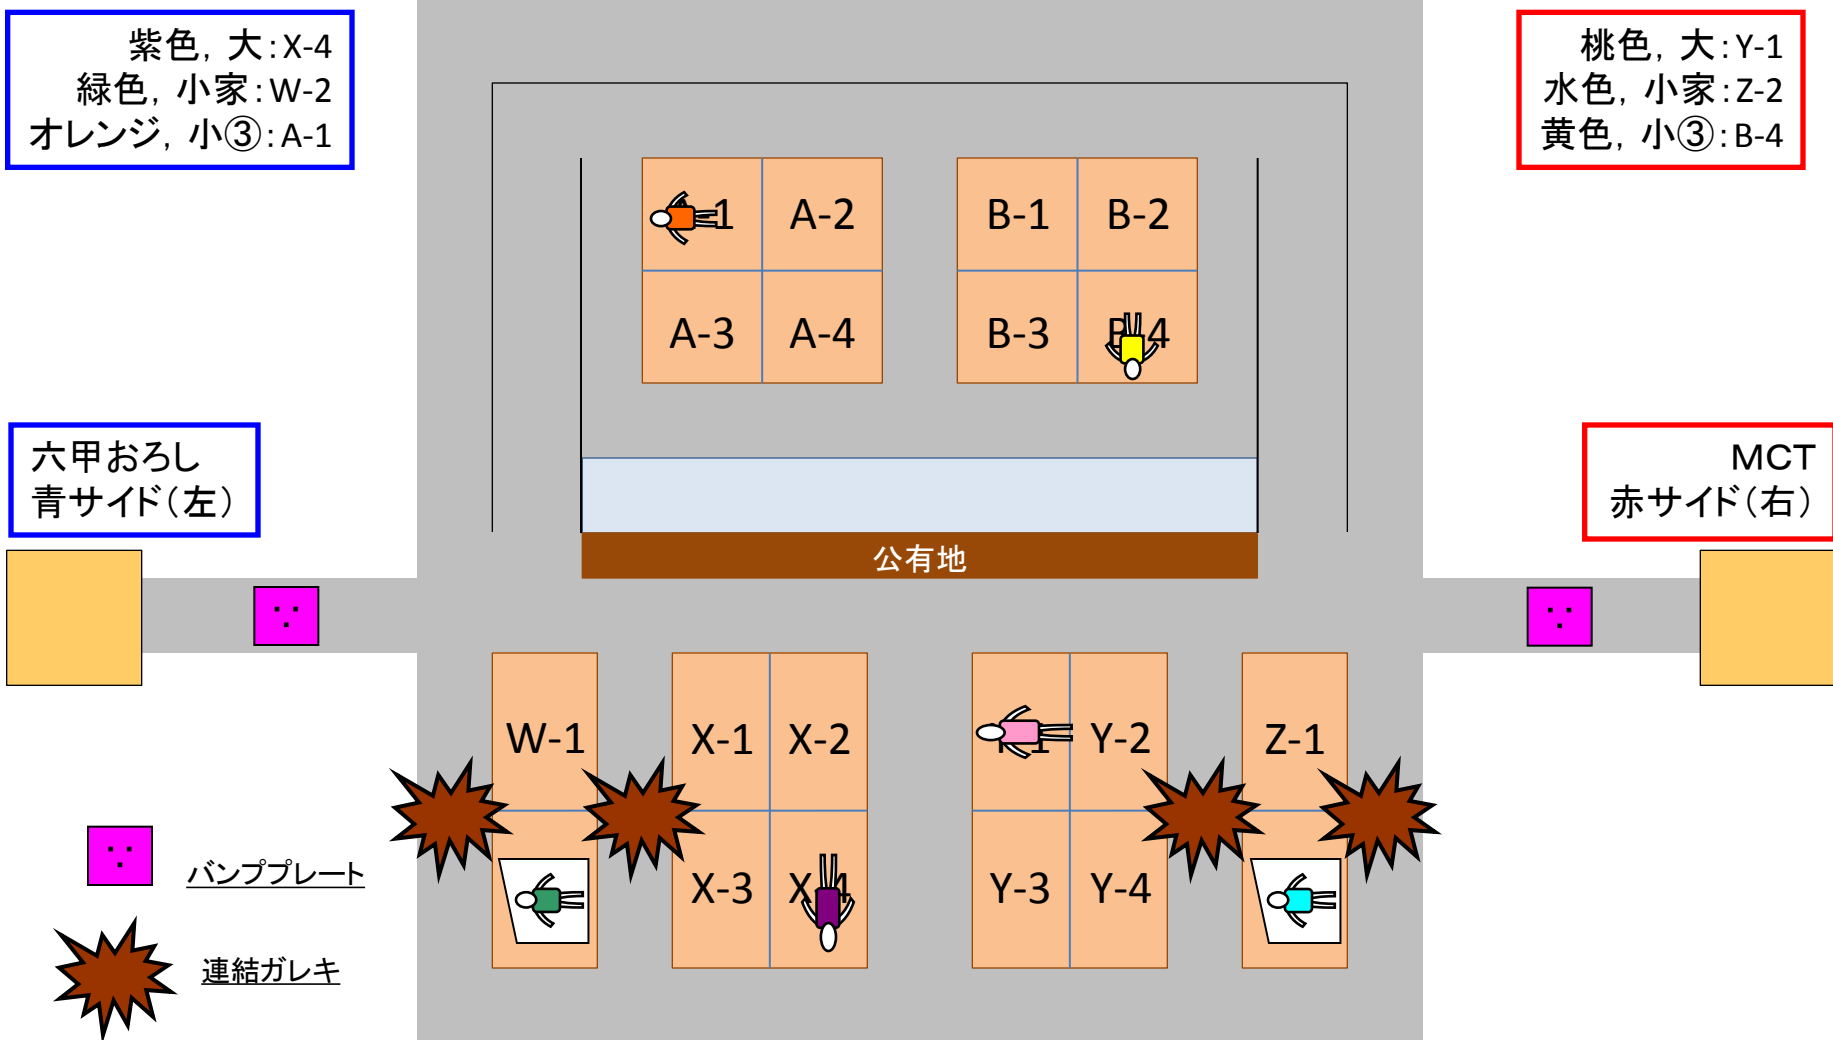 紫色，大：X-4
緑色，小家：W-2
オレンジ，小③：A-1
桃色，大：Y-1
水色，小家：Z-2
黄色，小③：B-4
A-2
B-1
B-2
A-3
A-4
B-3
六甲おろし
青サイド（左）
MCT
赤サイド（右）
公有地
W-1
X-1
X-2
Y-2
Z-1
X-3
Y-3
Y-4
バンププレート
連結ガレキ